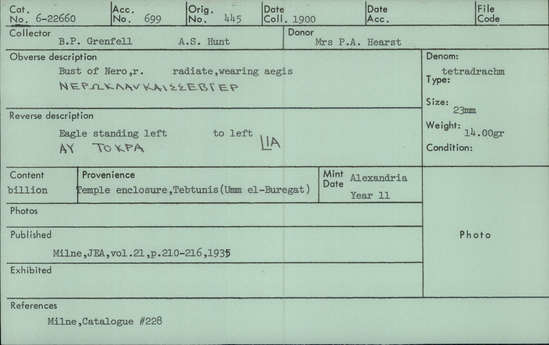 Cat. No. 6-22660 Acc. No. 699 Orig. No. 445 Date Coll. 1900 Date Acc. File Code
Collector B.P. Grenfell A.S. Hunt Donor Mrs P.A. Hearst
Obverse description
Bust of Nero,r. radiate,wearing aegis
ΝΕΡΩΚΛΑΥΚΑΙΣΣΕΒΓΕΡ
Reverse description
Eagle standing left to left
ΑΥ ΤΟΚΡΑ LIA
Denom: tetradrachm
Type:
Size: 23mm
Weight: 14.00gr
Condition:
Content billion
Provenience Temple enclosure,Tebtunis(Umm el-Buregat)
Mint Date Alexandria Year 11
Photos
Published
Milne,JEA,vol.21,p.210-216,1935
Exhibited
References
Milne,Catalogue #228
Photo